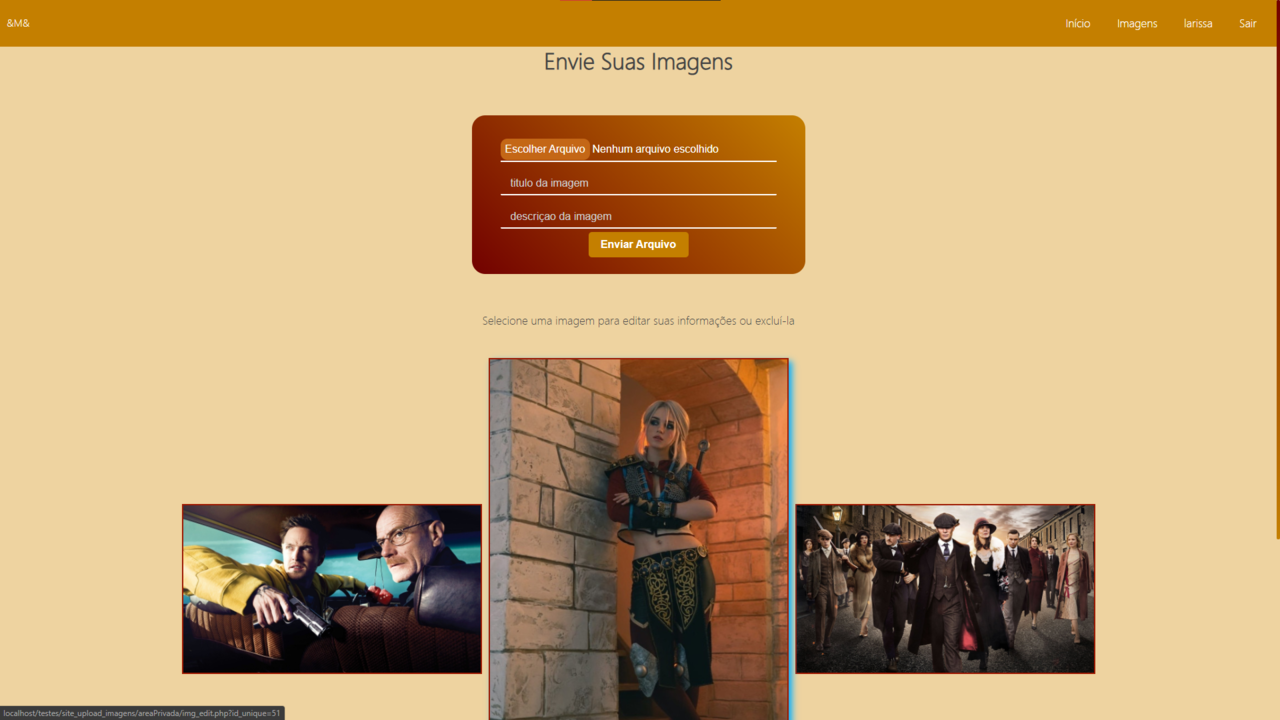 &M&
Início Imagens larissa Sair
Envie Suas Imagens
Escolher Arquivo Nenhum arquivo escolhido
titulo da imagem
descriçao da imagem
Enviar Arquivo
Selecione uma imagem para editar suas informações ou excluí-la
localhost/testes/site_upload_imagens/areaPrivada/img_edit.php?id_unique=51